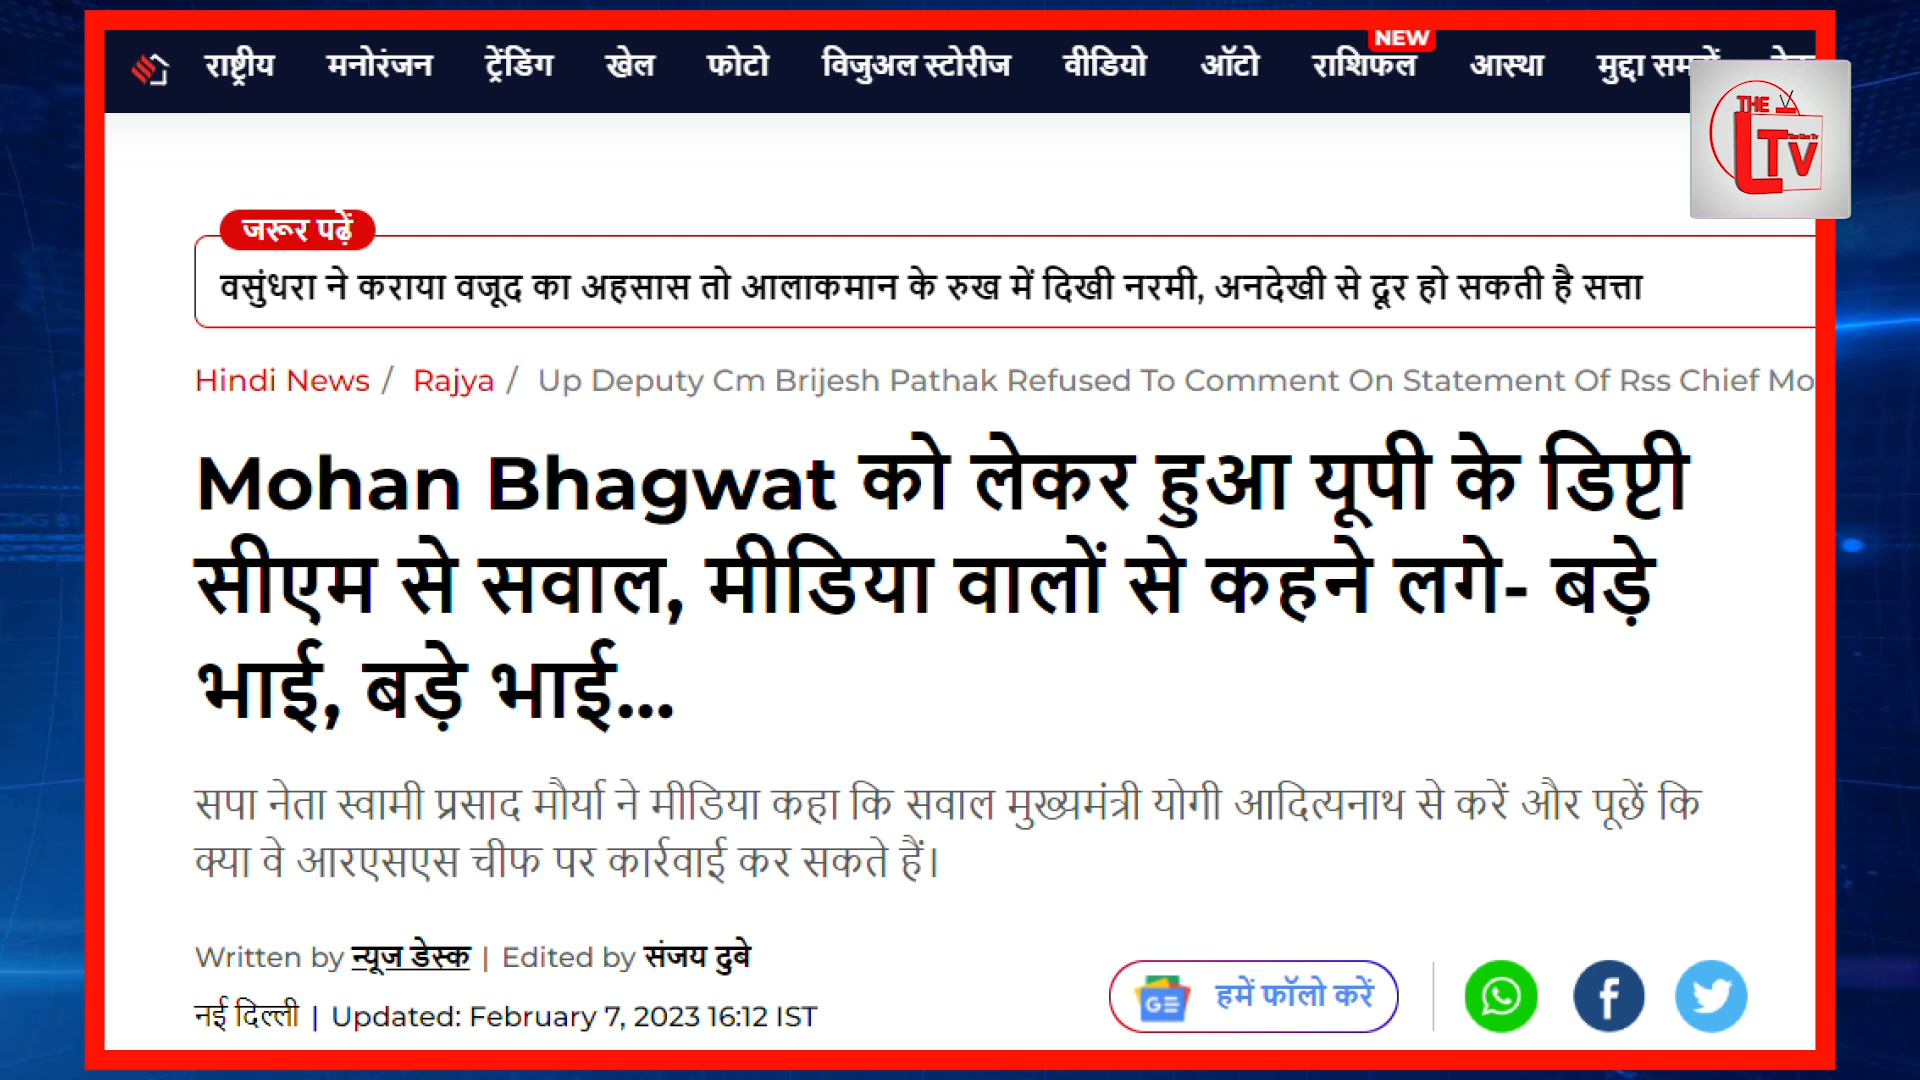 राष्ट्रीय मनोरंजन ट्रेंडिंग खेल फोटो विजुअल स्टोरीज वीडियो ऑटो राशिफल NEW आस्था मुद्दा
THE
LTV
जरूर पढ़ें
वसुंधरा ने कराया वजूद का अहसास तो आलाकमान के रुख में दिखी नरमी, अनदेखी से दूर हो सकती है सत्ता
Hindi News / Rajya / Up Deputy Cm Brijesh Pathak Refused To Comment On Statement Of Rss Chief Mo
Mohan Bhagwat को लेकर हुआ यूपी के डिप्टी
सीएम से सवाल, मीडिया वालों से कहने लगे- बड़े
भाई, बड़े भाई...
सपा नेता स्वामी प्रसाद मौर्या ने मीडिया कहा कि सवाल मुख्यमंत्री योगी आदित्यनाथ से करें और पूछें कि
क्या वे आरएसएस चीफ पर कार्रवाई कर सकते हैं।
Written by न्यूज डेस्क | Edited by संजय दुबे
नई दिल्ली | Updated: February 7, 2023 16:12 IST
GE हमें फॉलो करें